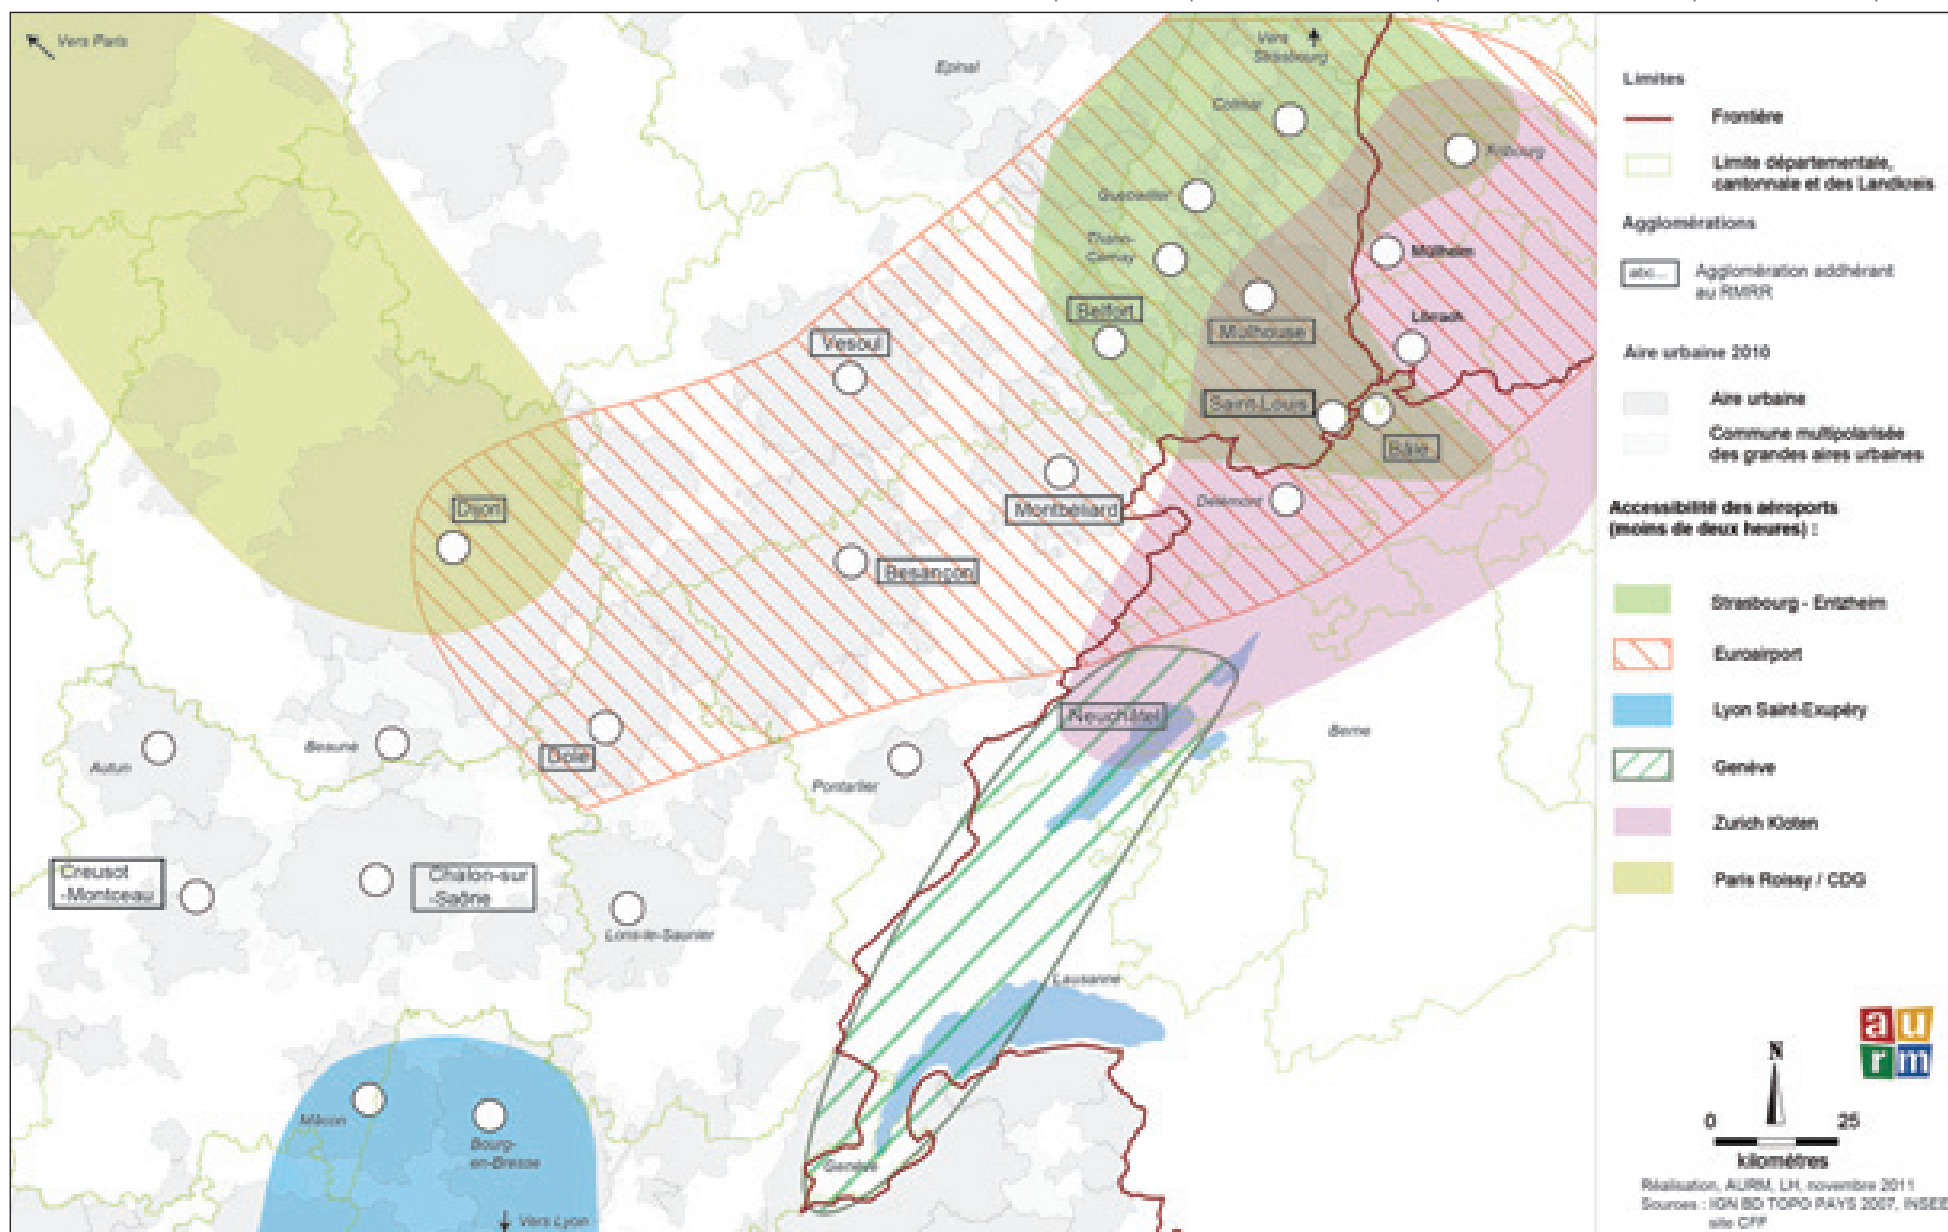 Vers Paris
Epinal
Vers
Strasbourg
Colmar
Fribourg
Guebwiller
Thann-
Cernay
Müllheim
Belfort
Mulhouse
Lörrach
Vesoul
Saint-Louis
Bâle
Delémont
Dijon
Montbéliard
Besançon
Neuchâtel
Berne
Autun
Beaune
Dole
Pontarlier
Creusot
-Montceau
Chalon-sur
-Saône
Lons-le-Saunier
Lausanne
Mâcon
Bourg-
en-Bresse
Genève
Vers Lyon
Limites
Frontière
Limite départementale,
cantonnale et des Landkreis
Agglomérations
abc... Agglomération addhérant
au RMRR
Aire urbaine 2010
Aire urbaine
Commune multipolarisée
des grandes aires urbaines
Accessibilité des aéroports
(moins de deux heures) :
Strasbourg - Entzheim
Euroairport
Lyon Saint-Exupéry
Genève
Zurich Kloten
Paris Roissy / CDG
au
rm
N
0 25
kilomètres
Réalisation, AURM, LH, novembre 2011
Sources : IGN BD TOPO PAYS 2007, INSEE
site CFF